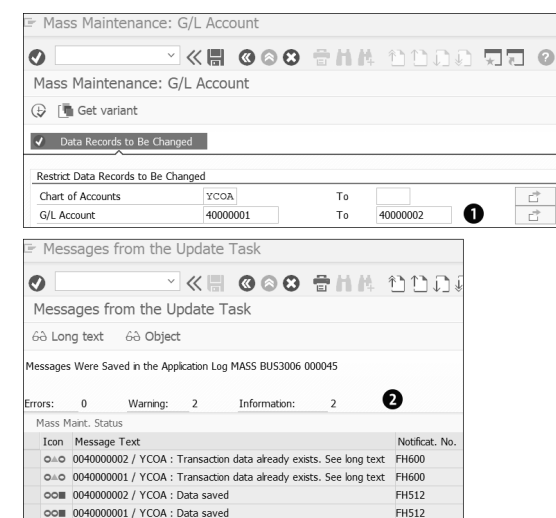 Mass Maintenance: G/L Account
Mass Maintenance: G/L Account
Get variant
Data Records to Be Changed
Restrict Data Records to Be Changed
Chart of Accounts YCOA To
G/L Account 40000001 To 40000002 1
Messages from the Update Task
Messages from the Update Task
Long text Object
Messages Were Saved in the Application Log MASS BUS3006 000045
Errors: 0 Warning: 2 Information: 2 2
Mass Maint. Status
Icon Message Text Notificat. No.
0040000002 / YCOA : Transaction data already exists. See long text FH600
0040000001 / YCOA : Transaction data already exists. See long text FH600
0040000002 / YCOA : Data saved FH512
0040000001 / YCOA : Data saved FH512